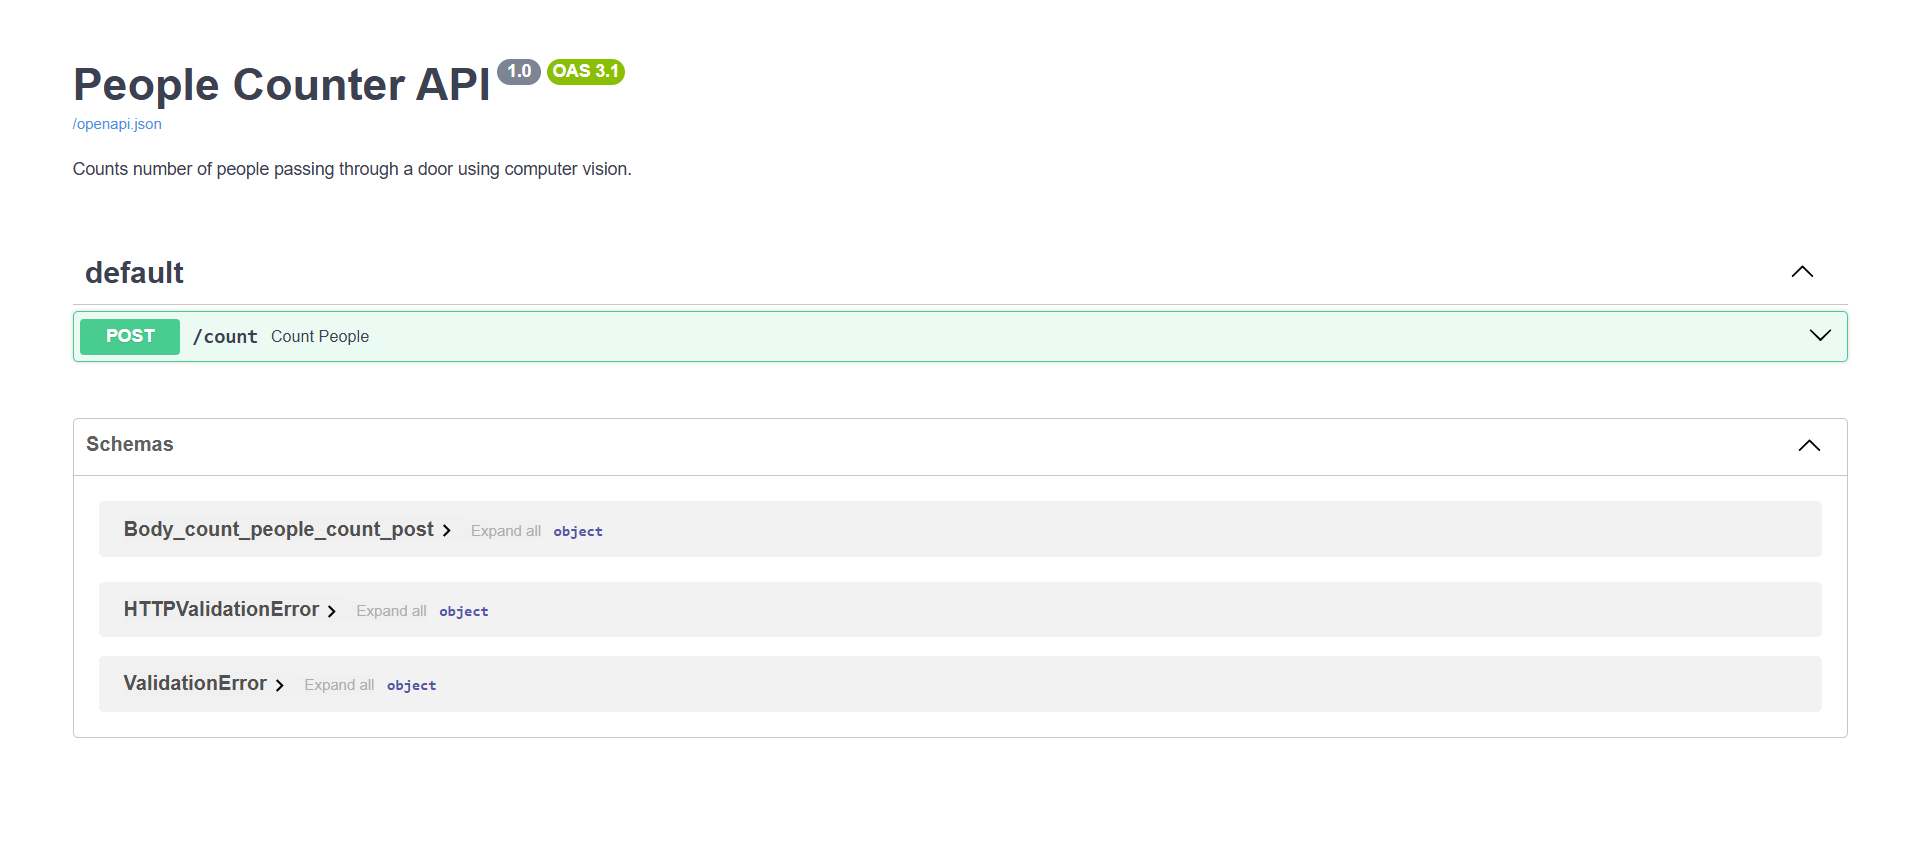 People Counter API 1.0 OAS 3.1
/openapi.json
Counts number of people passing through a door using computer vision.
default
POST /count Count People
Schemas
Body_count_people_count_post Expand all object
HTTPValidationError Expand all object
ValidationError Expand all object